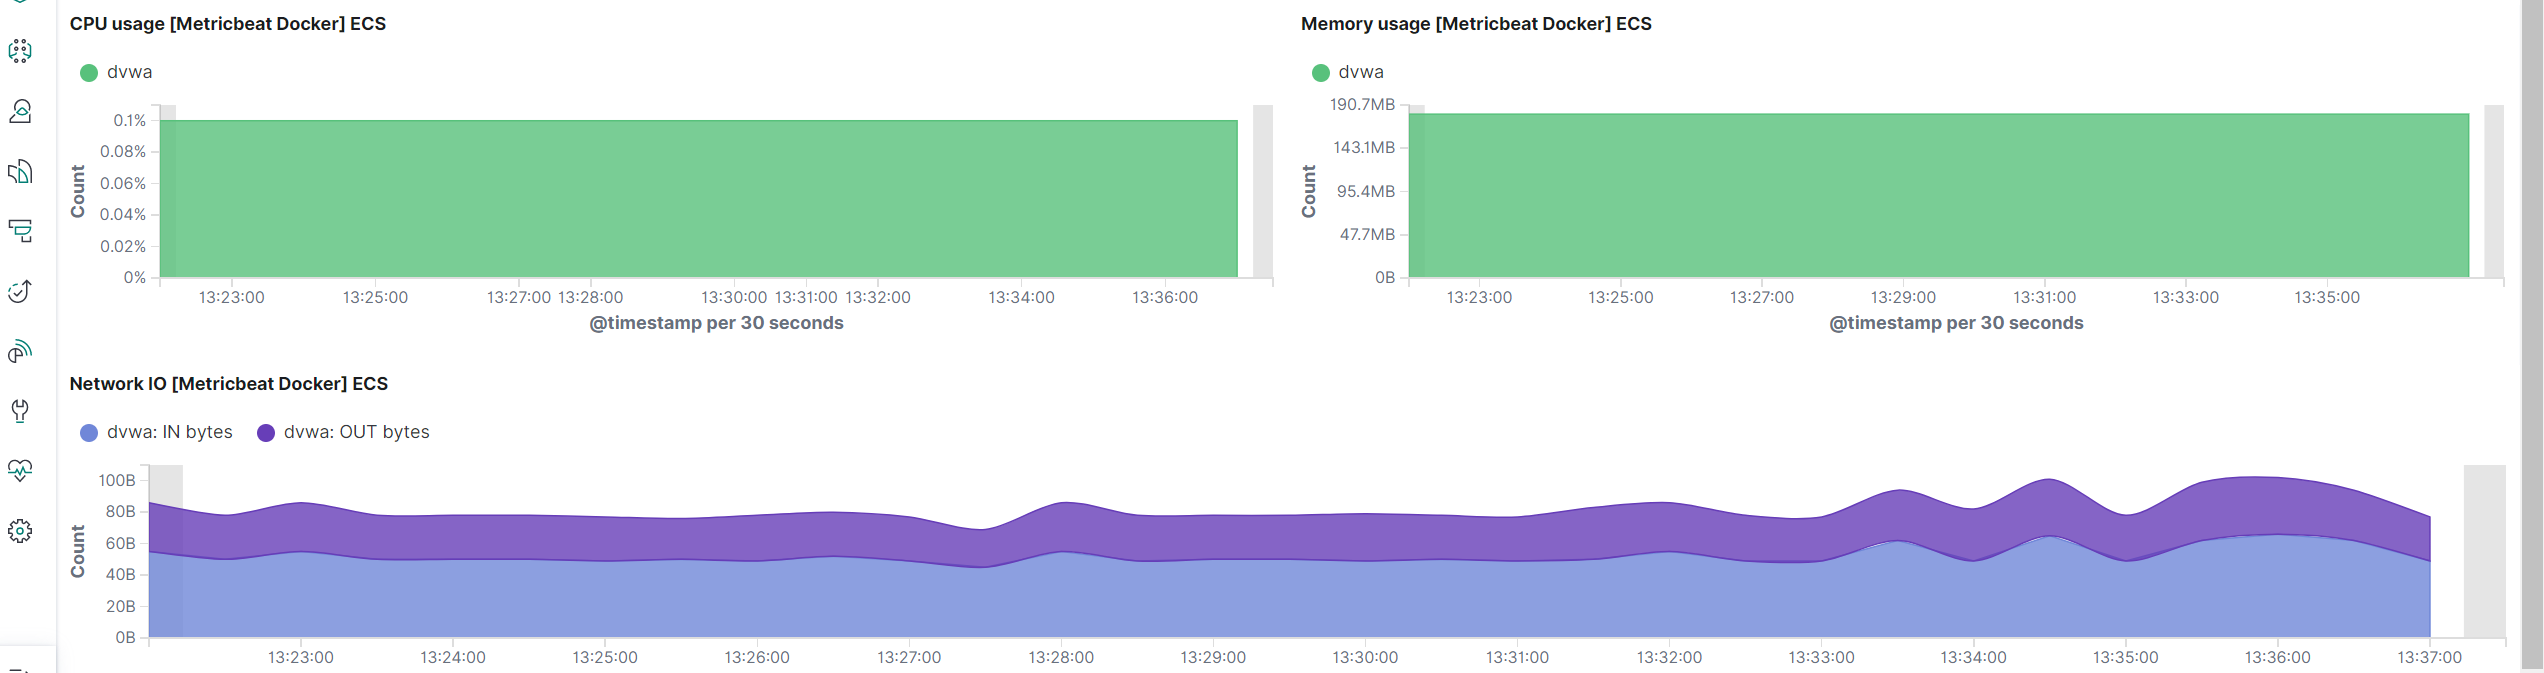 CPU usage [Metricbeat Docker] ECS
dvwa
0.1%
0.08%
0.06%
0.04%
0.02%
0%
Count
13:23:00 13:25:00 13:27:00 13:28:00 13:30:00 13:31:00 13:32:00 13:34:00 13:36:00
@timestamp per 30 seconds
Memory usage [Metricbeat Docker] ECS
dvwa
190.7MB
143.1MB
95.4MB
47.7MB
0B
Count
13:23:00 13:25:00 13:27:00 13:29:00 13:31:00 13:33:00 13:35:00
@timestamp per 30 seconds
Network IO [Metricbeat Docker] ECS
dvwa: IN bytes dvwa: OUT bytes
100B
80B
60B
40B
20B
0B
Count
13:23:00 13:24:00 13:25:00 13:26:00 13:27:00 13:28:00 13:29:00 13:30:00 13:31:00 13:32:00 13:33:00 13:34:00 13:35:00 13:36:00 13:37:00